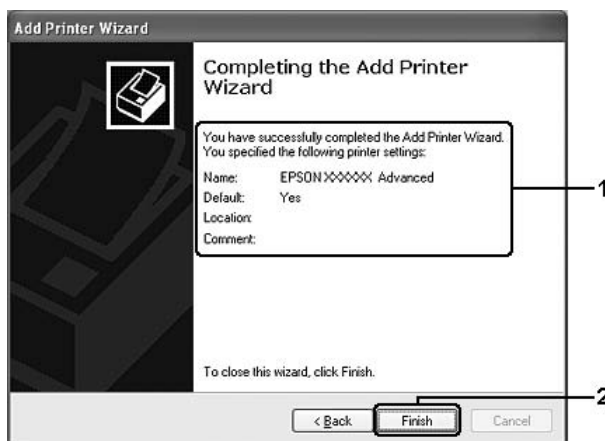 Add Printer Wizard
Completing the Add Printer
Wizard
You have successfully completed the Add Printer Wizard.
You specified the following printer settings:
Name: EPSON XXXXXX Advanced
Default: Yes
Location:
Comment:
1
To close this wizard, click Finish.
2
< Back Finish Cancel